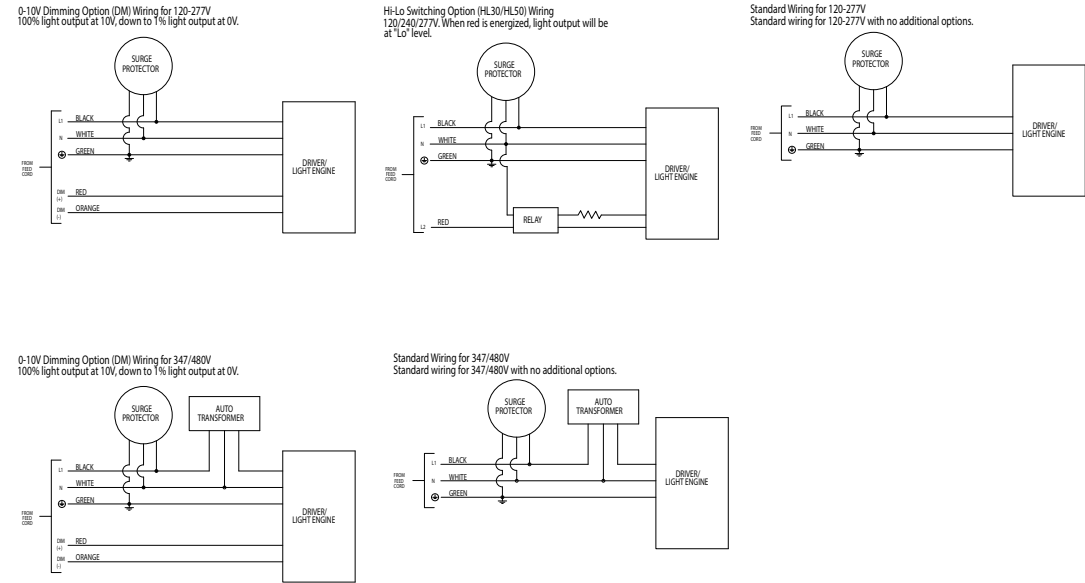 0-10V Dimming Option (DM) Wiring for 120-277V
100% light output at 10V, down to 1% light output at 0V.
SURGE
PROTECTOR
L1 BLACK
N WHITE
GREEN
FROM
FEED
CORD
DIM
(+)
RED
DIM
(-)
ORANGE
DRIVER/
LIGHT ENGINE
Hi-Lo Switching Option (HL30/HL50) Wiring
120/240/277V. When red is energized, light output will be
at "Lo" level.
SURGE
PROTECTOR
L1 BLACK
N WHITE
GREEN
FROM
FEED
CORD
L2 RED
RELAY
DRIVER/
LIGHT ENGINE
Standard Wiring for 120-277V
Standard wiring for 120-277V with no additional options.
SURGE
PROTECTOR
L1 BLACK
N WHITE
GREEN
FROM
FEED
CORD
DRIVER/
LIGHT ENGINE
0-10V Dimming Option (DM) Wiring for 347/480V
100% light output at 10V, down to 1% light output at 0V.
SURGE
PROTECTOR
AUTO
TRANSFORMER
L1 BLACK
N WHITE
GREEN
FROM
FEED
CORD
DIM
(+)
RED
DIM
(-)
ORANGE
DRIVER/
LIGHT ENGINE
Standard Wiring for 347/480V
Standard wiring for 347/480V with no additional options.
SURGE
PROTECTOR
AUTO
TRANSFORMER
L1 BLACK
N WHITE
GREEN
FROM
FEED
CORD
DRIVER/
LIGHT ENGINE